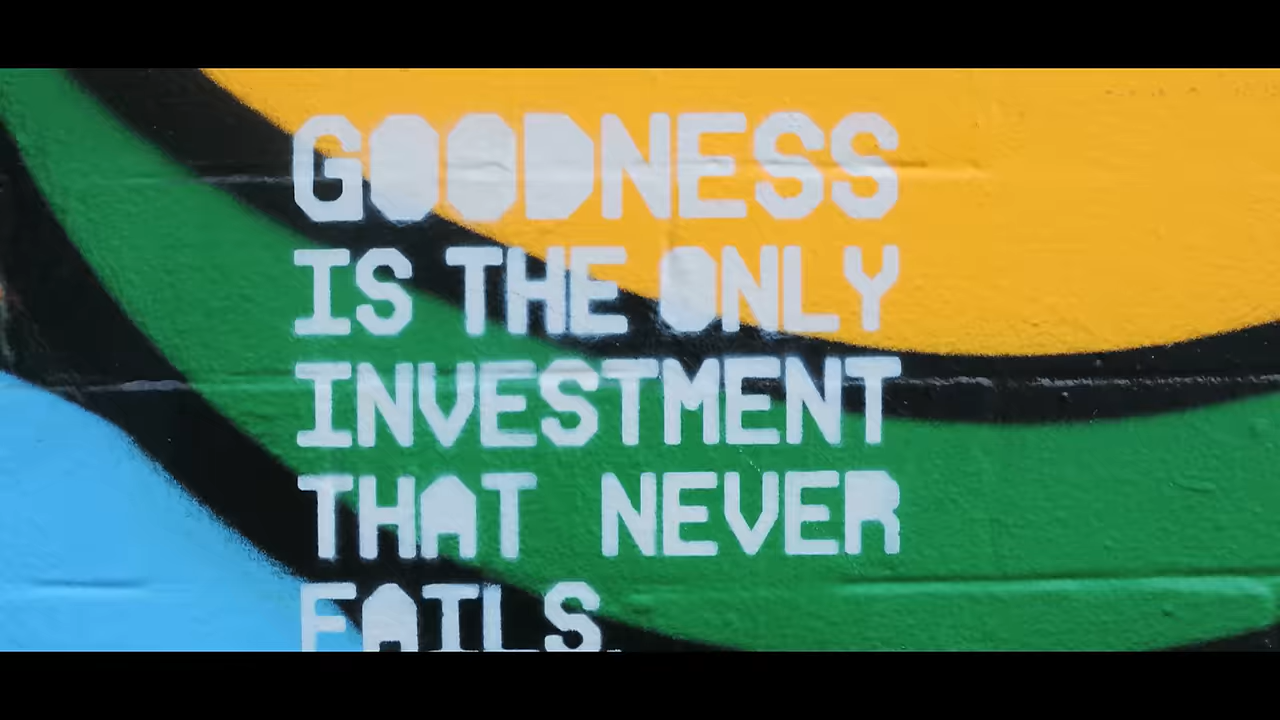 GOODNESS
IS THE ONLY
INVESTMENT
THAT NEVER
FAILS.